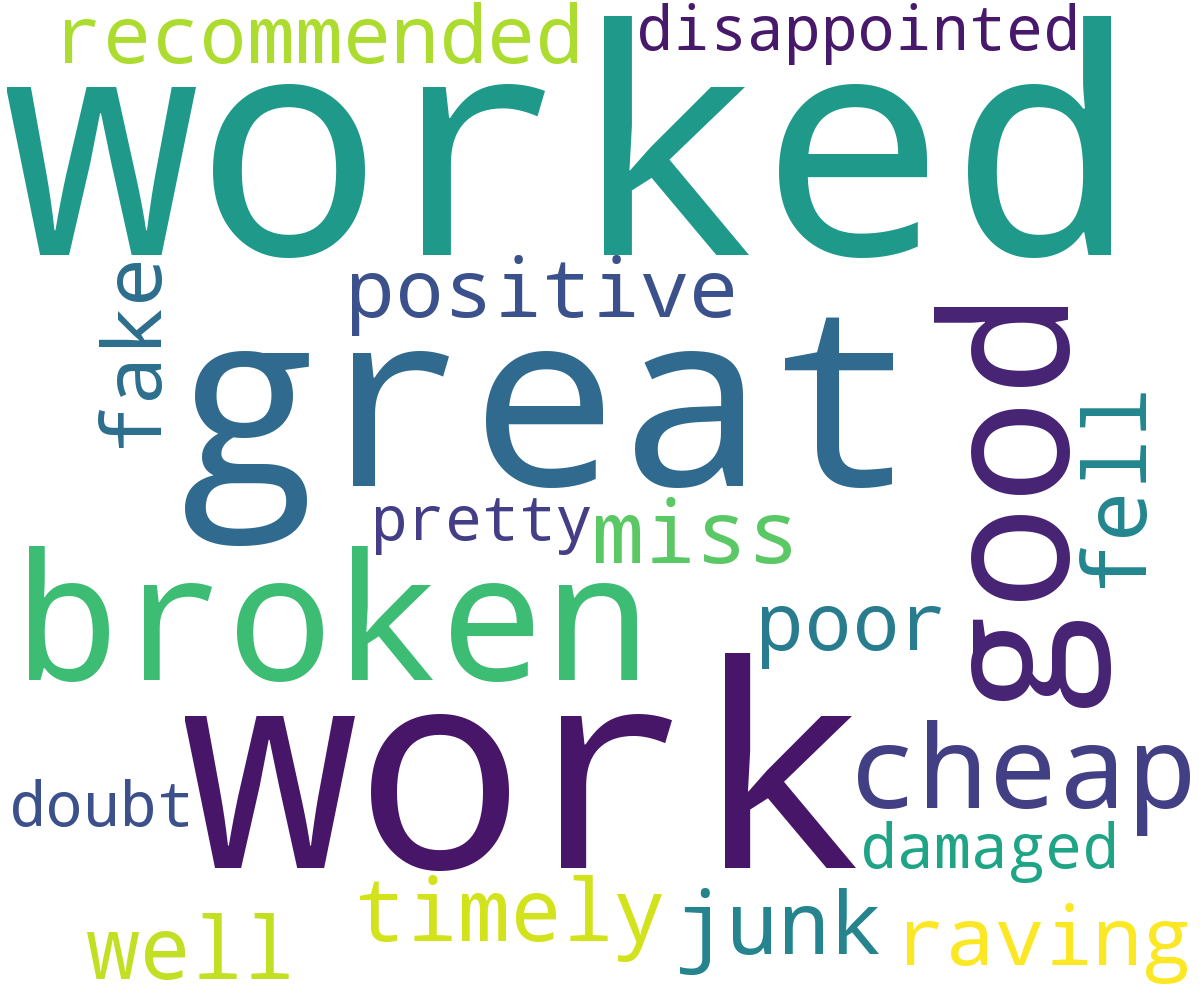 recommended
disappointed
worked
fake
positive
great
good
fell
pretty
miss
broken
poor
work
cheap
doubt
damaged
timely
junk
raving
well